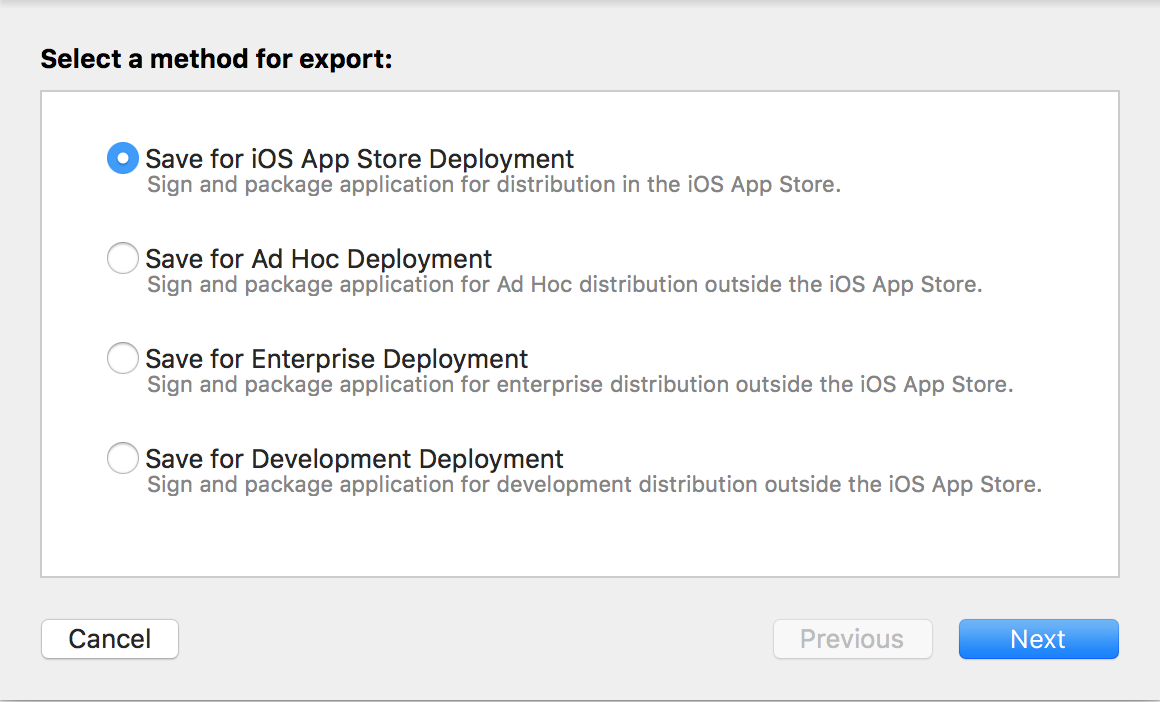 Select a method for export:
Save for iOS App Store Deployment
Sign and package application for distribution in the iOS App Store.
Save for Ad Hoc Deployment
Sign and package application for Ad Hoc distribution outside the iOS App Store.
Save for Enterprise Deployment
Sign and package application for enterprise distribution outside the iOS App Store.
Save for Development Deployment
Sign and package application for development distribution outside the iOS App Store.
Cancel Previous Next